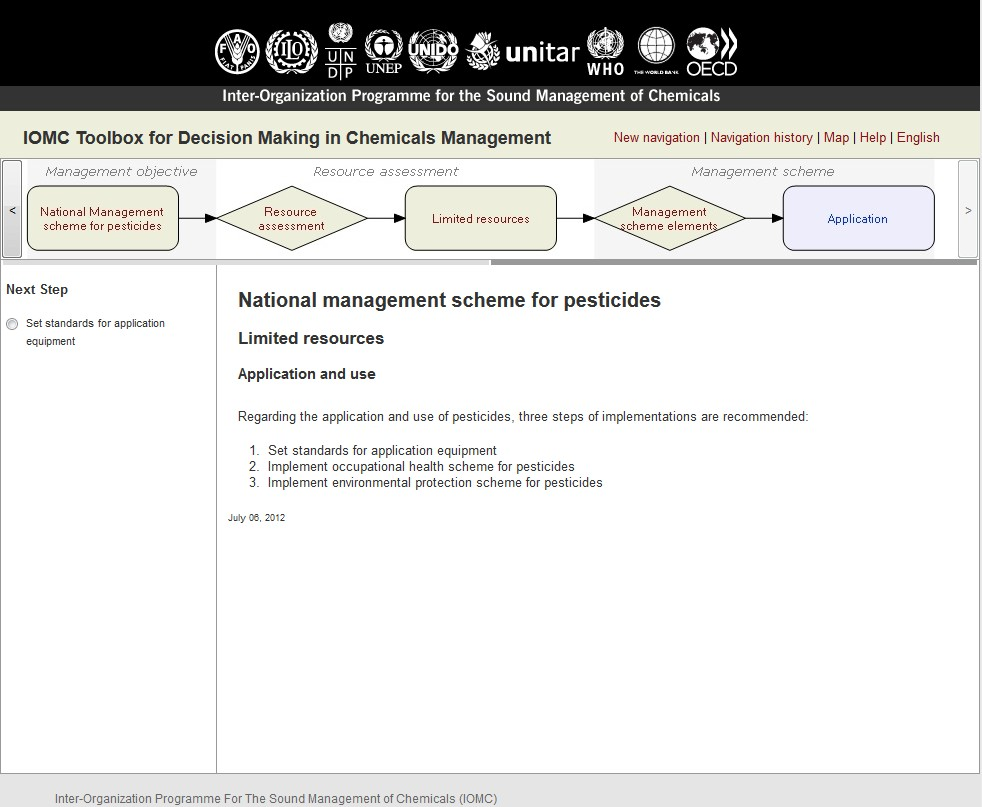 FAO
FIAT PANIS
ILO
UN
DP
UNEP
UNIDO
unitar
WHO
THE WORLD BANK
OECD
Inter-Organization Programme for the Sound Management of Chemicals
IOMC Toolbox for Decision Making in Chemicals Management
New navigation | Navigation history | Map | Help | English
Management objective
Resource assessment
Management scheme
<
National Management
scheme for pesticides
Resource
assessment
Limited resources
Management
scheme elements
Application
>
Next Step
Set standards for application
equipment
National management scheme for pesticides
Limited resources
Application and use
Regarding the application and use of pesticides, three steps of implementations are recommended:
1. Set standards for application equipment
2. Implement occupational health scheme for pesticides
3. Implement environmental protection scheme for pesticides
July 06, 2012
Inter-Organization Programme For The Sound Management of Chemicals (IOMC)